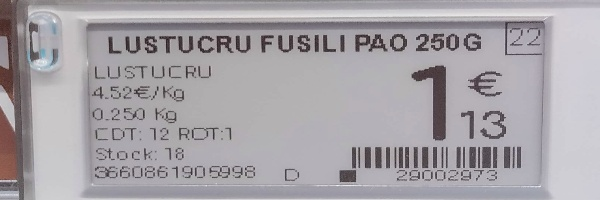 LUSTUCRU FUSILI PAO 250G 22
LUSTUCRU
4.52€/Kg
0.250 Kg
CDT: 12 ROT:1
Stock: 18
3660861905998 D
1€13
29002973